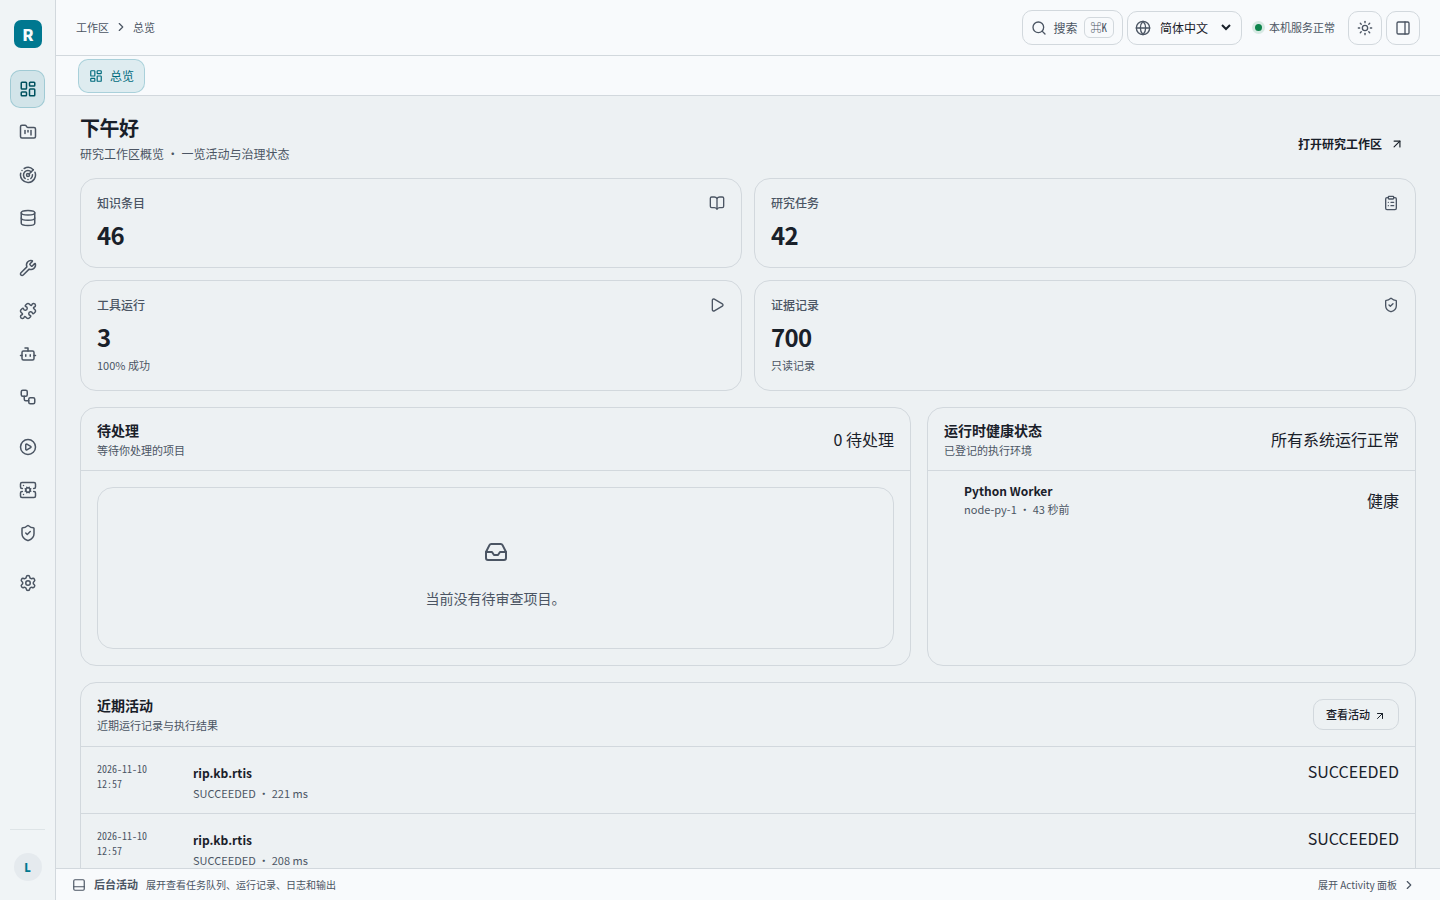 R
工作区 > 总览
搜索 ⌘K
简体中文
本机服务正常
总览
下午好
研究工作区概览 • 一览活动与治理状态
打开研究工作区
知识条目
46
研究任务
42
工具运行
3
100% 成功
证据记录
700
只读记录
待处理
等待你处理的项目
0 待处理
当前没有待审查项目。
运行时健康状态
已登记的执行环境
所有系统运行正常
Python Worker
node-py-1 • 43 秒前
健康
近期活动
近期运行记录与执行结果
查看活动
2026-11-10
12:57
rip.kb.rtis
SUCCEEDED • 221 ms
SUCCEEDED
2026-11-10
12:57
rip.kb.rtis
SUCCEEDED • 208 ms
SUCCEEDED
L
后台活动 展开查看任务队列、运行记录、日志和输出
展开 Activity 面板